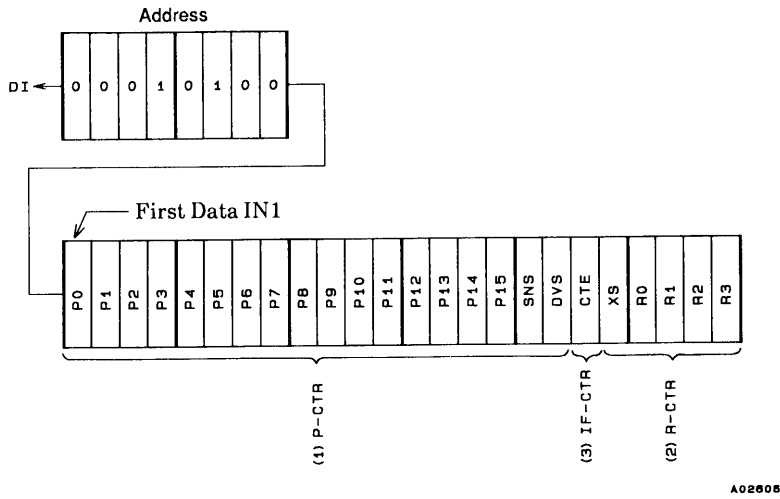 Address
DI 0 0 0 1 0 1 0 0
First Data IN1
P0 P1 P2 P3 P4 P5 P6 P7 P8 P9 P10 P11 P12 P13 P14 P15 SNS DVS CTE XS R0 R1 R2 R3
(1) P-CTR (3) IF-CTR (2) R-CTR
A02605